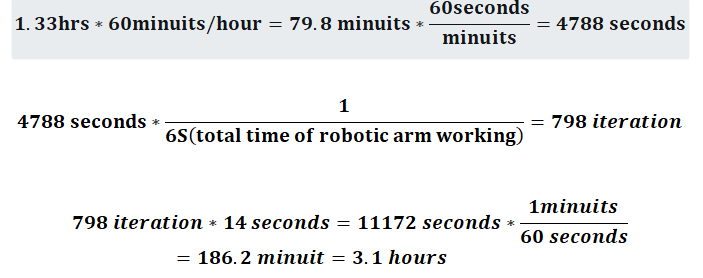 1.33hrs * 60minuits/hour = 79.8 minuits * 60seconds/minuits = 4788 seconds
4788 seconds * 1/6S(total time of robotic arm working) = 798 iteration
798 iteration * 14 seconds = 11172 seconds * 1minuits/60 seconds
= 186.2 minuit = 3.1 hours